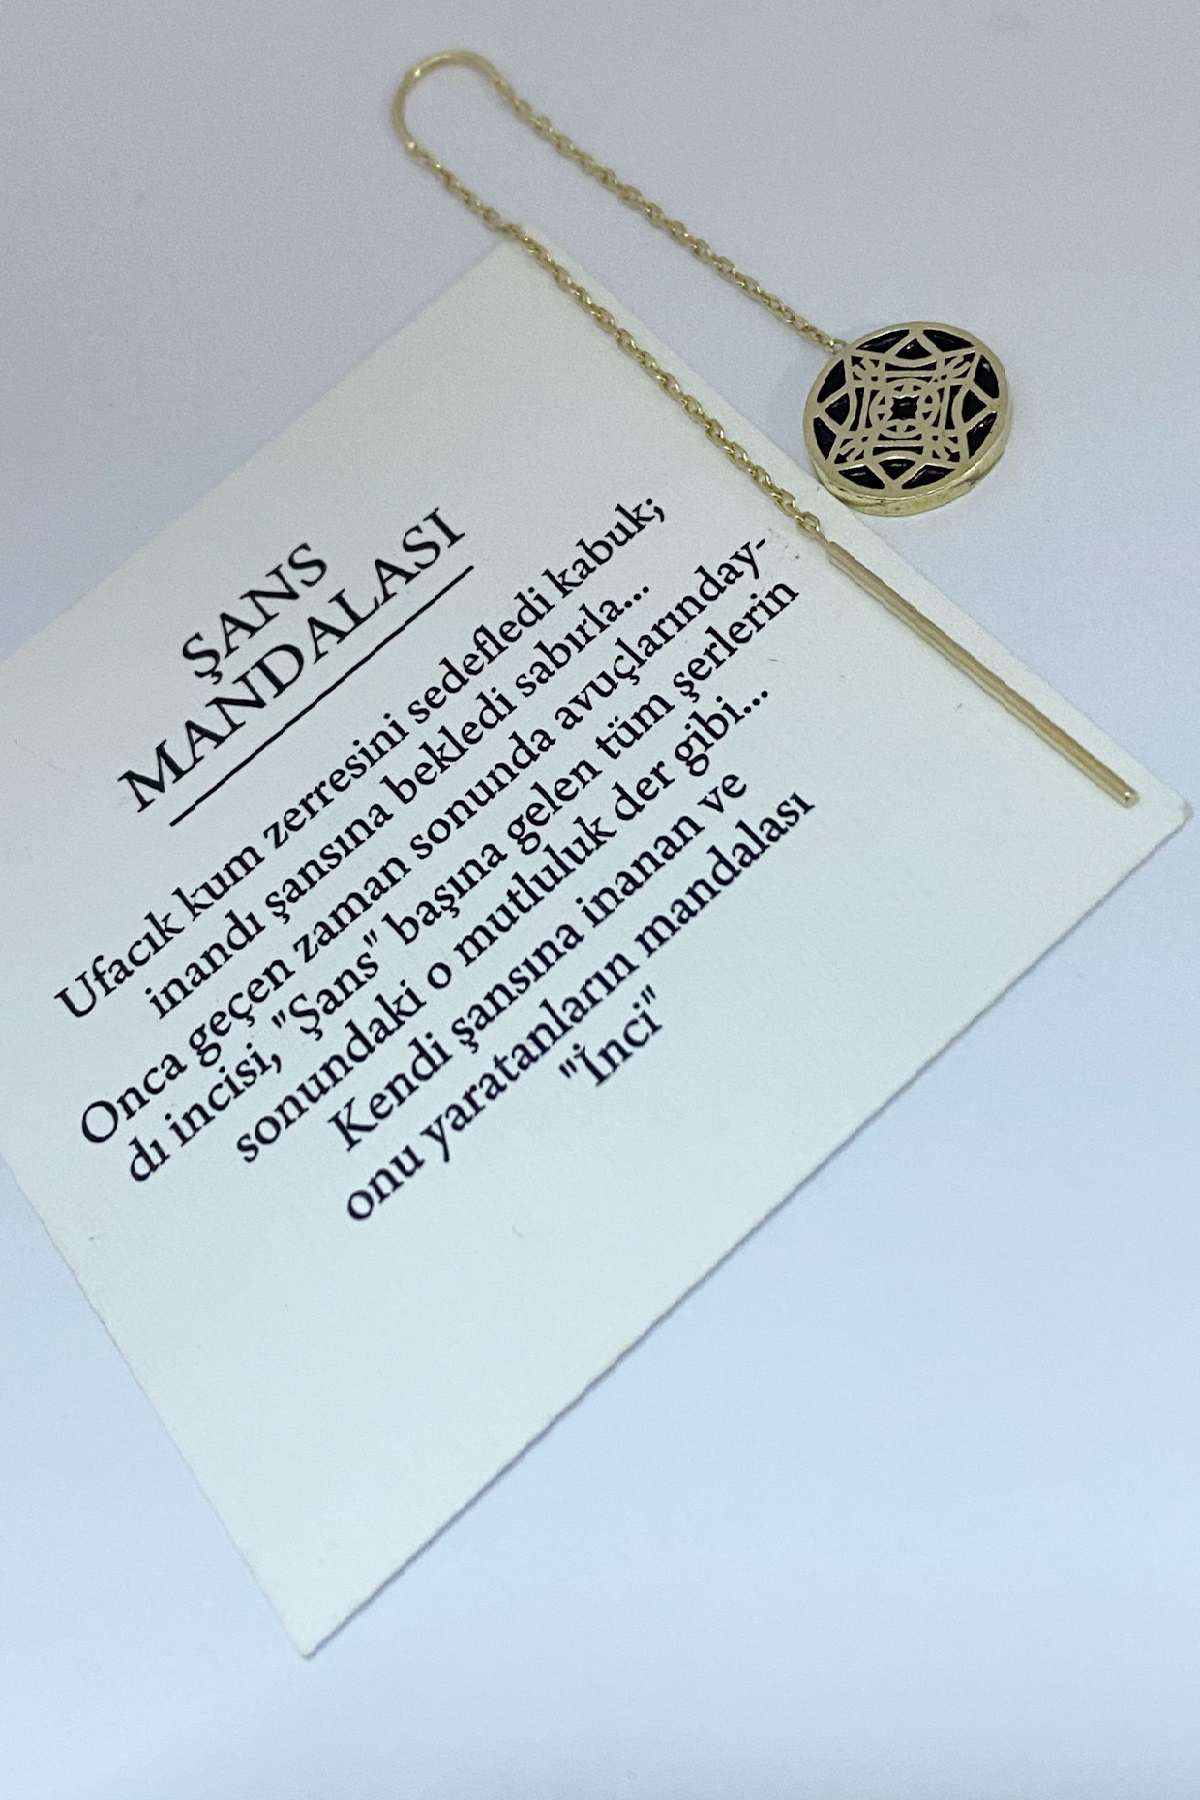 ŞANS
MANDALASI
Ufacık kum zerresini sedefledi kabuk;
inandı şansına bekledi sabırla...
Onca geçen zaman sonunda avuçlarınday-
dı incisi, "Şans" başına gelen tüm şerlerin
sonundaki o mutluluk der gibi...
Kendi şansına inanan ve
onu yaratanların mandalası
"İnci"